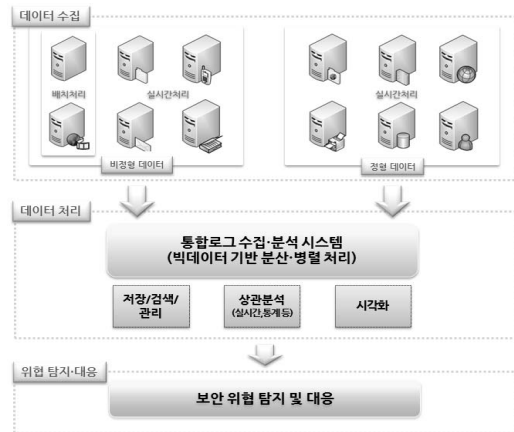 데이터 수집
배치처리
실시간처리
실시간처리
비정형 데이터
정형 데이터
데이터 처리
통합로그 수집·분석 시스템
(빅데이터 기반 분산·병렬 처리)
저장/검색/
관리
상관분석
(실시간,통계 등)
시각화
위협 탐지·대응
보안 위협 탐지 및 대응